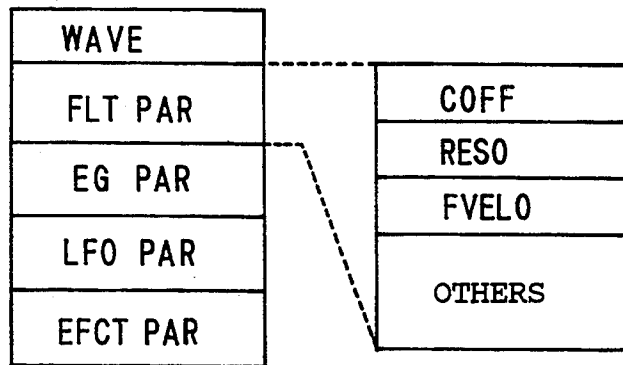 WAVE
FLT PAR
EG PAR
LFO PAR
EFCT PAR
COFF
RESO
FVELO
OTHERS